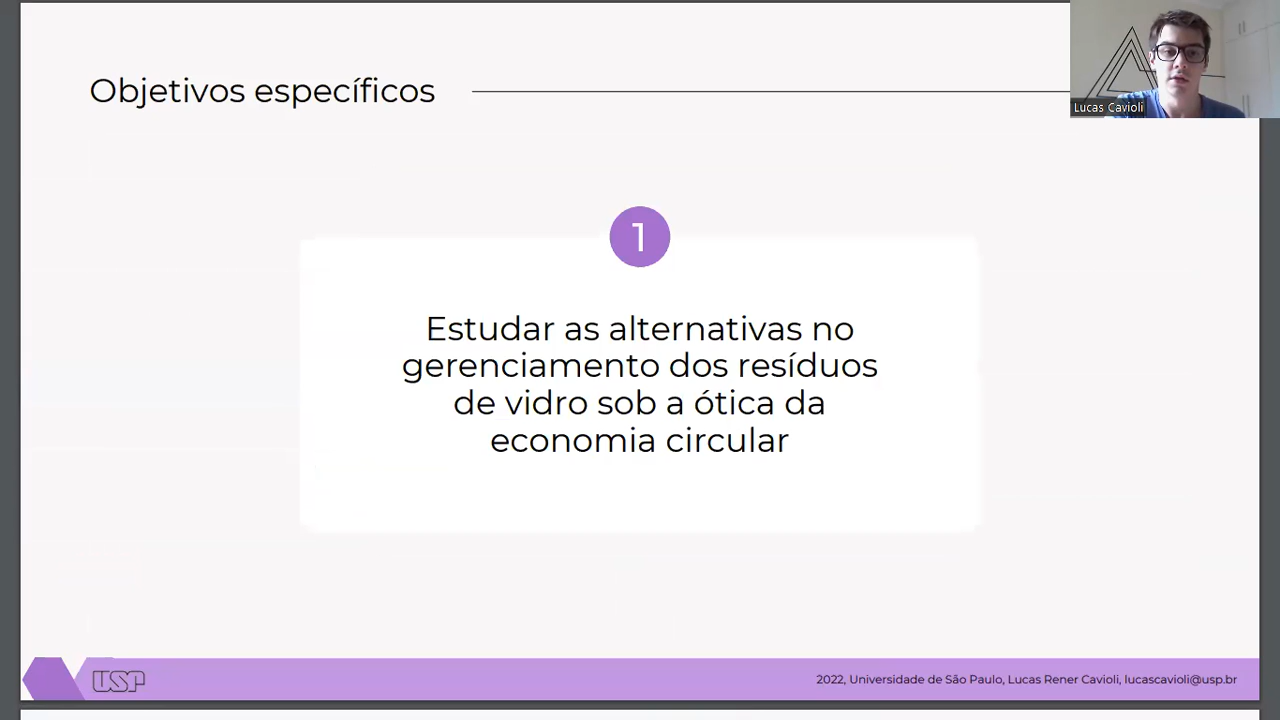 Objetivos específicos
Lucas Cavioli
1
Estudar as alternativas no
gerenciamento dos resíduos
de vidro sob a ótica da
economia circular
USP
2022, Universidade de São Paulo, Lucas Rener Cavioli, lucascavioli@usp.br